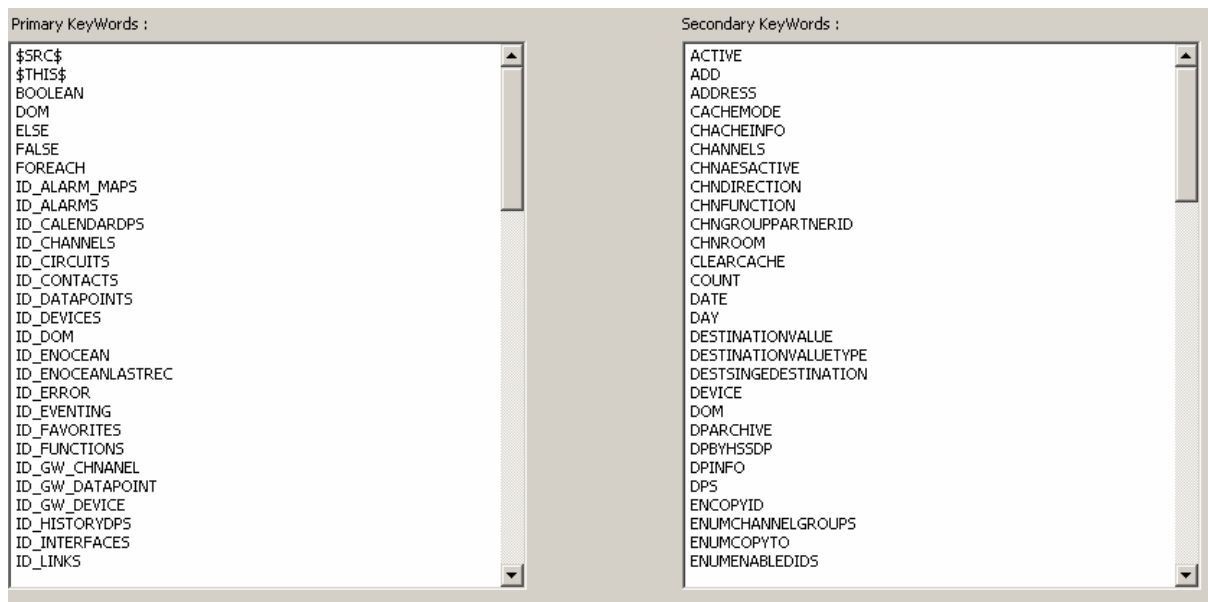 Primary KeyWords :
$SRC$
$THIS$
BOOLEAN
DOM
ELSE
FALSE
FOREACH
ID_ALARM_MAPS
ID_ALARMS
ID_CALENDARDPS
ID_CHANNELS
ID_CIRCUITS
ID_CONTACTS
ID_DATAPOINTS
ID_DEVICES
ID_DOM
ID_ENOCEAN
ID_ENOCEANLASTREC
ID_ERROR
ID_EVENTING
ID_FAVORITES
ID_FUNCTIONS
ID_GW_CHNANEL
ID_GW_DATAPOINT
ID_GW_DEVICE
ID_HISTORYDPS
ID_INTERFACES
ID_LINKS
Secondary KeyWords :
ACTIVE
ADD
ADDRESS
CACHEMODE
CHACHEINFO
CHANNELS
CHNAESACTIVE
CHNDIRECTION
CHNFUNCTION
CHNGROUPPARTNERID
CHNROOM
CLEARCACHE
COUNT
DATE
DAY
DESTINATIONVALUE
DESTINATIONVALUETYPE
DESTSINGEDESTINATION
DEVICE
DOM
DPARCHIVE
DPBYHSSDP
DPINFO
DPS
ENCOPYID
ENUMCHANNELGROUPS
ENUMCOPYTO
ENUMENABLEDIDS